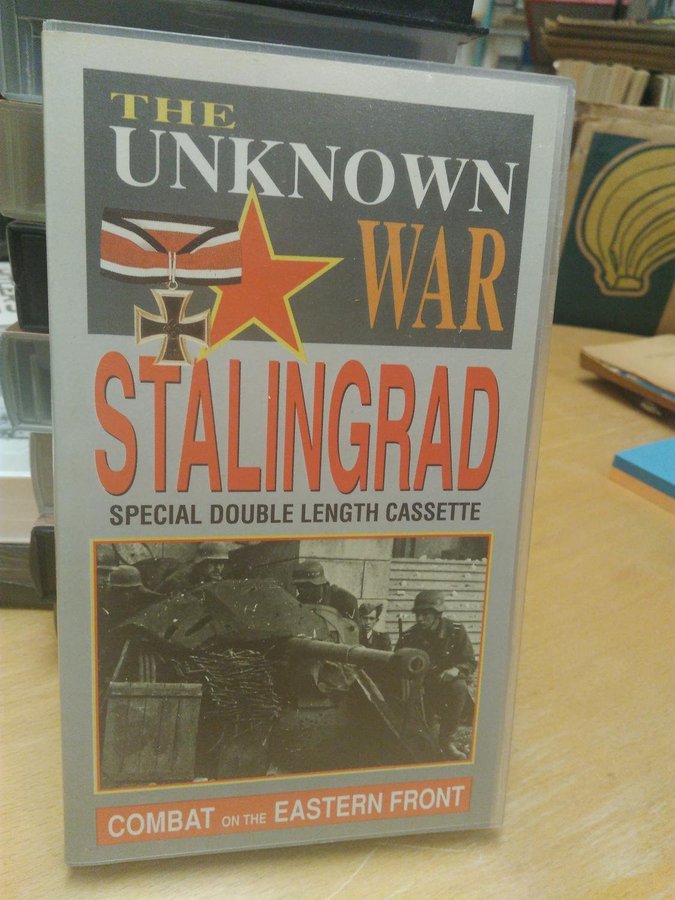 THE
UNKNOWN
WAR
STALINGRAD
SPECIAL DOUBLE LENGTH CASSETTE
COMBAT ON THE EASTERN FRONT